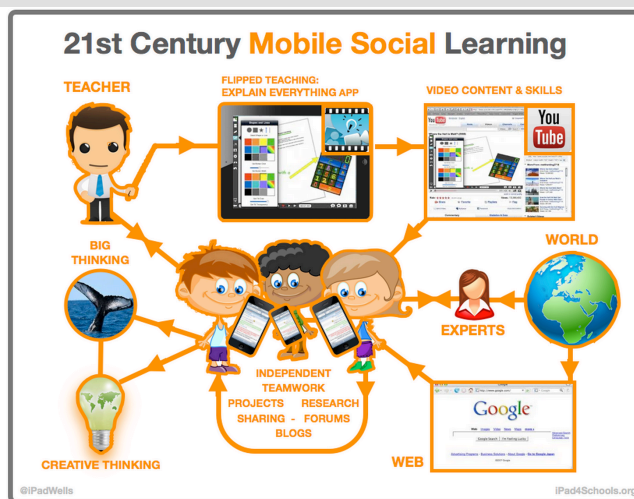 21st Century Mobile Social Learning
TEACHER
FLIPPED TEACHING:
EXPLAIN EVERYTHING APP
VIDEO CONTENT & SKILLS
You
Tube
BIG
THINKING
WORLD
EXPERTS
INDEPENDENT
TEAMWORK
PROJECTS RESEARCH
SHARING - FORUMS
BLOGS
Google
WEB
CREATIVE THINKING
@iPadWells
iPad4Schools.org